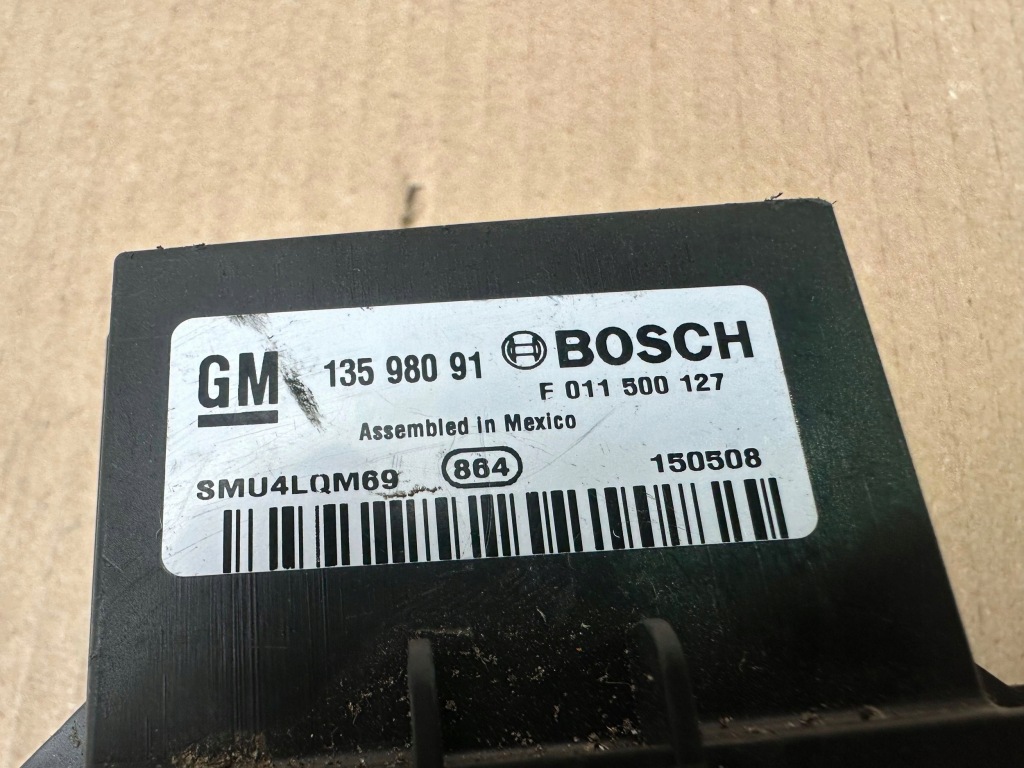 GM 135 980 91 BOSCH
F 011 500 127
Assembled in Mexico
SMU4LQM69 864 150508